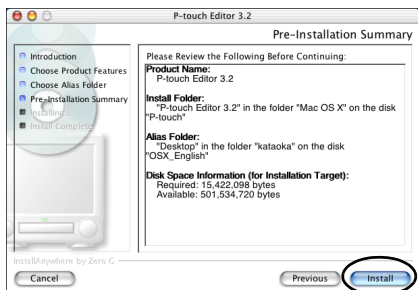 P-touch Editor 3.2
Pre-Installation Summary
Introduction
Choose Product Features
Choose Alias Folder
Pre-Installation Summary
Installing...
Install Complete
Please Review the Following Before Continuing:
Product Name:
P-touch Editor 3.2
Install Folder:
"P-touch Editor 3.2" in the folder "Mac OS X" on the disk
"P-touch"
Alias Folder:
"Desktop" in the folder "kataoka" on the disk
"OSX_English"
Disk Space Information (for Installation Target):
Required: 15,422,098 bytes
Available: 501,534,720 bytes
InstallAnywhere by Zero G
Cancel
Previous
Install